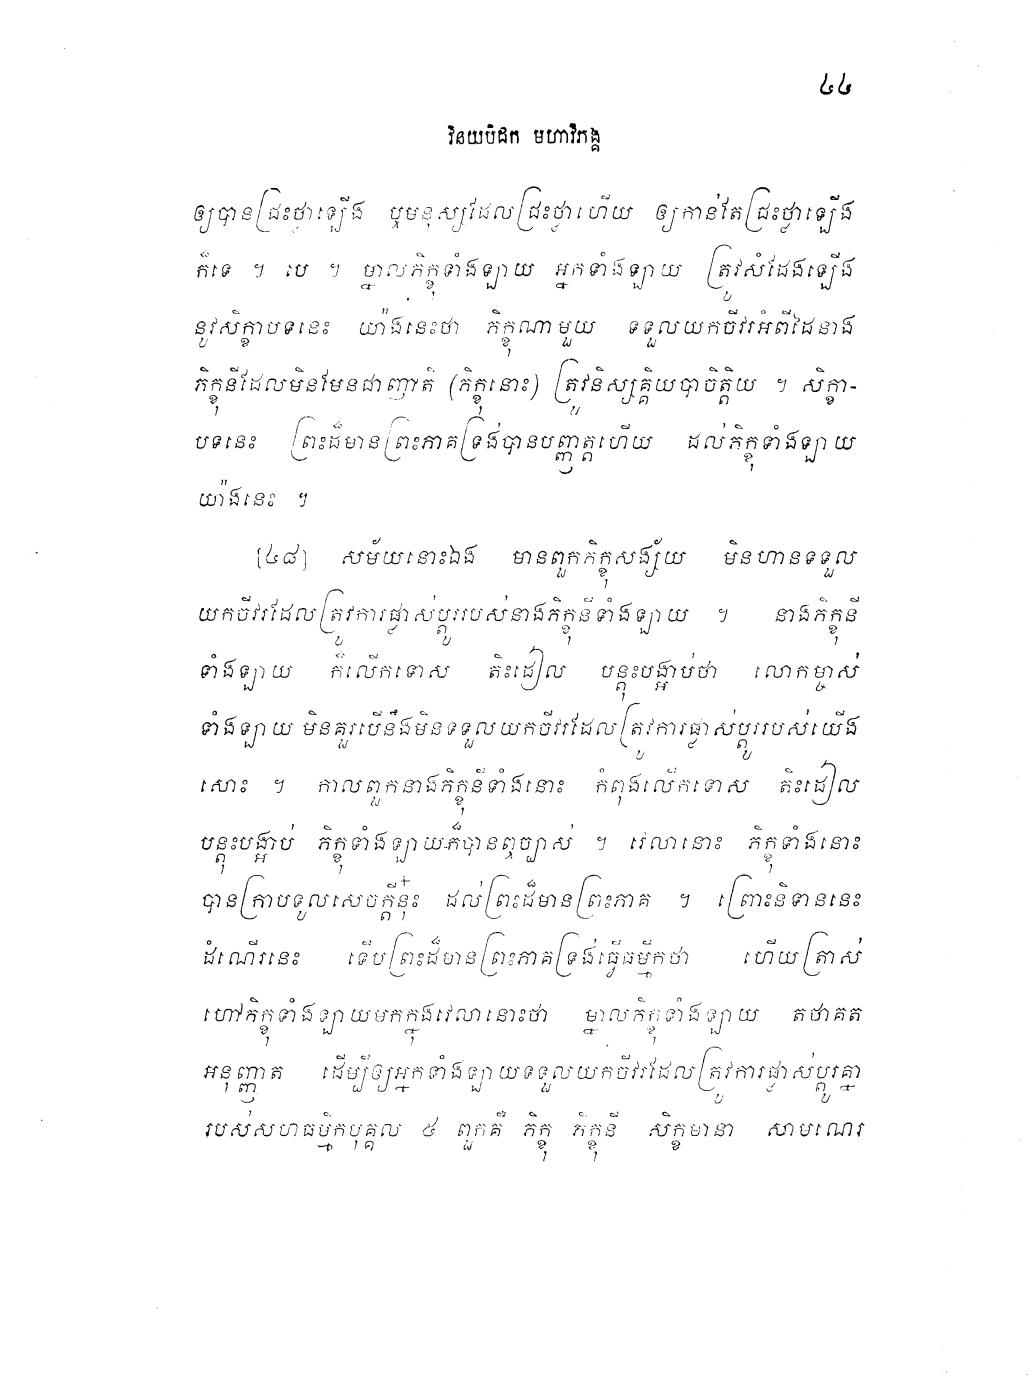 ៤៤
វិនយបិដក មហាវិភង្គ
ឲ្យបានជ្រះថ្លាឡើង ឬមនុស្សដែលជ្រះថ្លាហើយ ឲ្យកាន់តែជ្រះថ្លាឡើង
ក៏ទេ ។ បេ ។ ម្នាលភិក្ខុទាំងឡាយ អ្នកទាំងឡាយ ត្រូវសំដែងឡើង
នូវសិក្ខាបទនេះ យ៉ាងនេះថា ភិក្ខុណាមួយ ទទួលយកចីវរអំពីដៃនាង
ភិក្ខុនីដែលមិនមែនជាញាតិ (ភិក្ខុនោះ) ត្រូវនិស្សគ្គិយបាចិត្តិយ ។ សិក្ខា-
បទនេះ ព្រះដ៏មានព្រះភាគទ្រង់បានបញ្ញត្តហើយ ដល់ភិក្ខុទាំងឡាយ
យ៉ាងនេះ ។
[៤៨] សម័យនោះឯង មានពួកភិក្ខុសង្ស័យ មិនហានទទួល
យកចីវរដែលត្រូវការផ្លាស់ប្តូររបស់នាងភិក្ខុនីទាំងឡាយ ។ នាងភិក្ខុនី
ទាំងឡាយ ក៏លើកទោស តិះដៀល បន្តុះបង្អាប់ថា លោកម្ចាស់
ទាំងឡាយ មិនគួរបើនឹងមិនទទួលយកចីវរដែលត្រូវការផ្លាស់ប្តូររបស់យើង
សោះ ។ កាលពួកនាងភិក្ខុនីទាំងនោះ កំពុងលើកទោស តិះដៀល
បន្តុះបង្អាប់ ភិក្ខុទាំងឡាយក៏បានឮច្បាស់ ។ វេលានោះ ភិក្ខុទាំងនោះ
បានក្រាបទូលសេចក្តីនុ៎ះ ដល់ព្រះដ៏មានព្រះភាគ ។ ព្រោះនិទាននេះ
ដំណើរនេះ ទើបព្រះដ៏មានព្រះភាគទ្រង់ធ្វើធម្មីកថា ហើយត្រាស់
ហៅភិក្ខុទាំងឡាយមកក្នុងវេលានោះថា ម្នាលភិក្ខុទាំងឡាយ តថាគត
អនុញ្ញាត ដើម្បីឲ្យអ្នកទាំងឡាយទទួលយកចីវរដែលត្រូវការផ្លាស់ប្តូរគ្នា
របស់សហធម្មិកបុគ្គល ៥ ពួកគឺ ភិក្ខុ ភិក្ខុនី សិក្ខមានា សាមណេរ